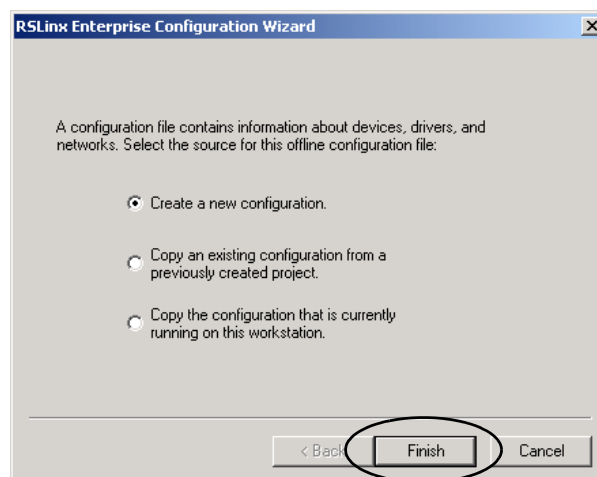 RSLinx Enterprise Configuration Wizard
A configuration file contains information about devices, drivers, and
networks. Select the source for this offline configuration file:
Create a new configuration.
Copy an existing configuration from a
previously created project.
Copy the configuration that is currently
running on this workstation.
< Back Finish Cancel